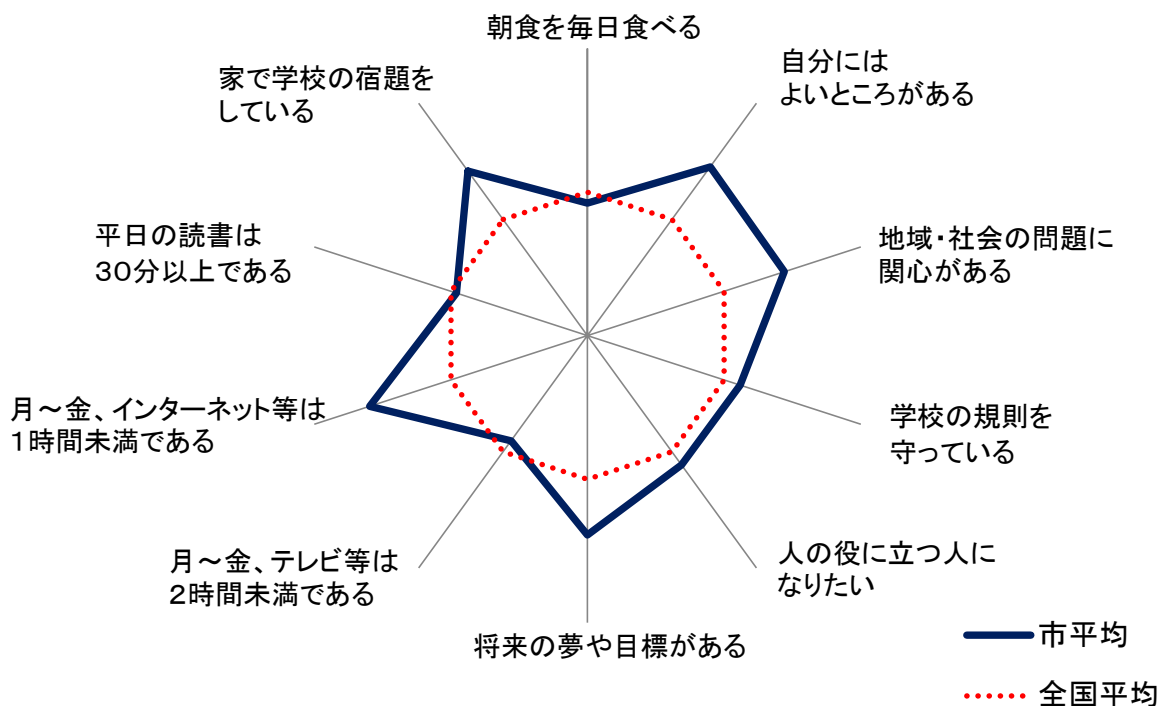 朝食を毎日食べる
自分には
よいところがある
地域・社会の問題に
関心がある
学校の規則を
守っている
人の役に立つ人に
なりたい
将来の夢や目標がある
月～金、テレビ等は
2時間未満である
月～金、インターネット等は
1時間未満である
平日の読書は
30分以上である
家で学校の宿題を
している
市平均
全国平均